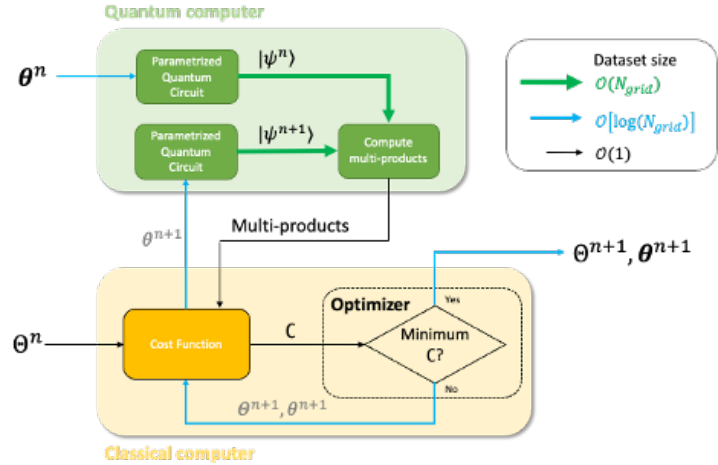 Quantum computer
θⁿ
Parametrized
Quantum
Circuit
|ψⁿ⟩
Parametrized
Quantum
Circuit
|ψⁿ⁺¹⟩
Compute
multi-products
Dataset size
𝒪(N_grid)
𝒪[log(N_grid)]
𝒪(1)
θⁿ⁺¹
Multi-products
Θⁿ⁺¹, θⁿ⁺¹
Θⁿ
Cost Function
C
Optimizer
Yes
Minimum
C?
No
Θⁿ⁺¹, θⁿ⁺¹
Classical computer